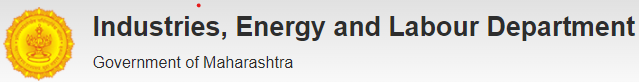 Industries, Energy and Labour Department
Government of Maharashtra